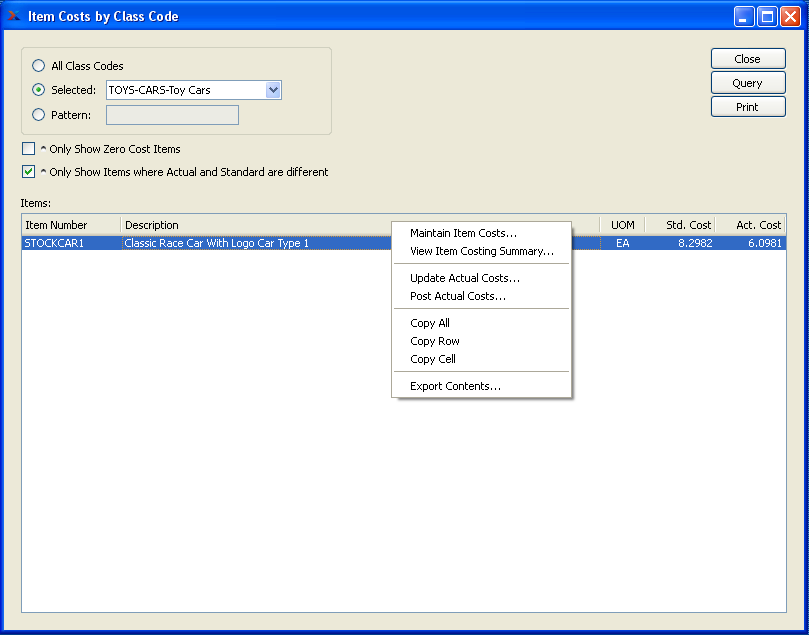 Item Costs by Class Code
All Class Codes
Close
Selected: TOYS-CARS-Toy Cars
Query
Pattern:
Print
^ Only Show Zero Cost Items
^ Only Show Items where Actual and Standard are different
Items:
Item Number Description UOM Std. Cost Act. Cost
STOCKCAR1 Classic Race Car With Logo Car Type 1 EA 8.2982 6.0981
Maintain Item Costs...
View Item Costing Summary...
Update Actual Costs...
Post Actual Costs...
Copy All
Copy Row
Copy Cell
Export Contents...